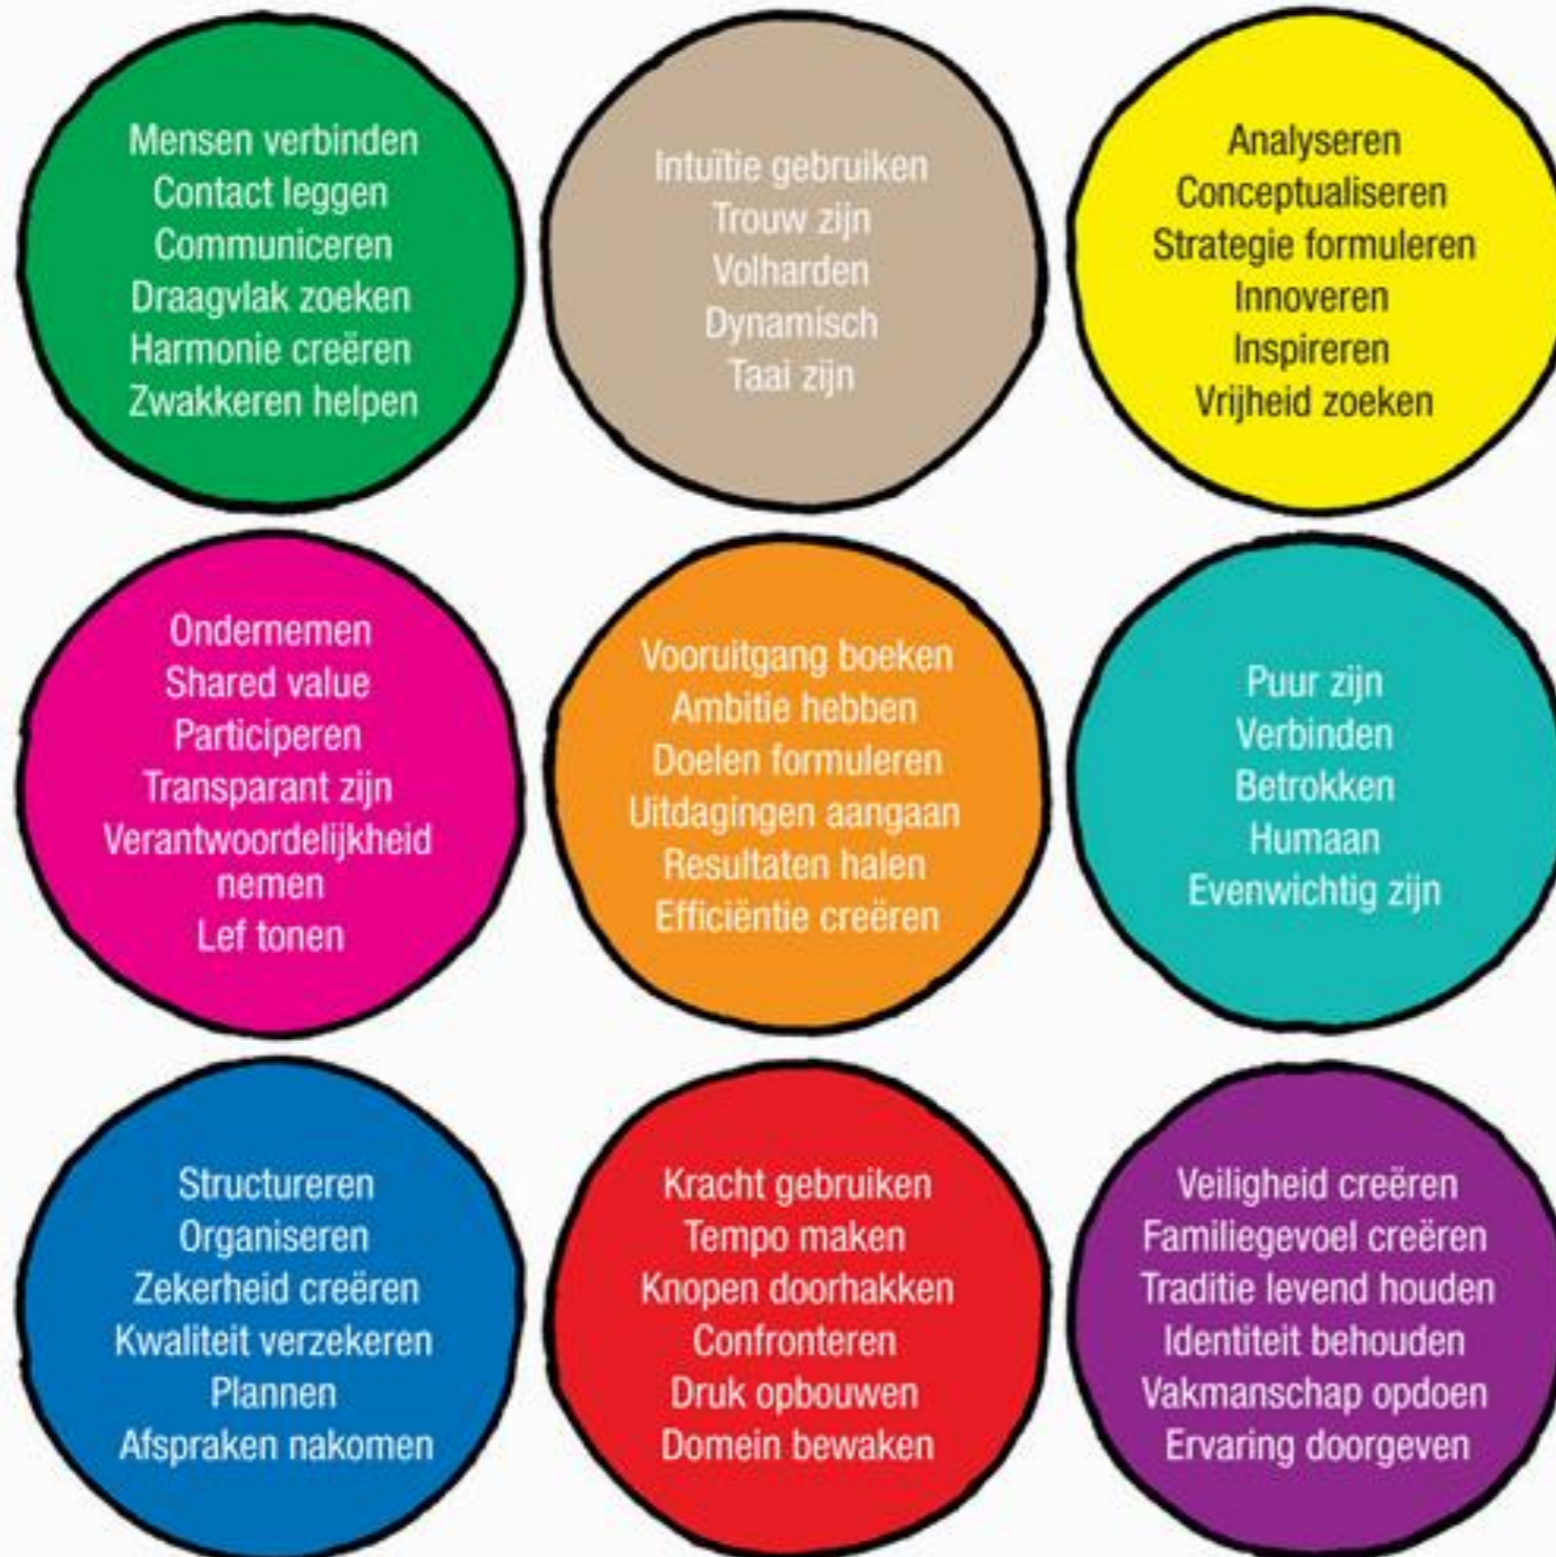 Mensen verbinden
Contact leggen
Communiceren
Draagvlak zoeken
Harmonie creëren
Zwakkeren helpen
Intuïtie gebruiken
Trouw zijn
Volharden
Dynamisch
Taai zijn
Analyseren
Conceptualiseren
Strategie formuleren
Innoveren
Inspireren
Vrijheid zoeken
Ondernemen
Shared value
Participeren
Transparant zijn
Verantwoordelijkheid
nemen
Lef tonen
Vooruitgang boeken
Ambitie hebben
Doelen formuleren
Uitdagingen aangaan
Resultaten halen
Efficiëntie creëren
Puur zijn
Verbinden
Betrokken
Humaan
Evenwichtig zijn
Structureren
Organiseren
Zekerheid creëren
Kwaliteit verzekeren
Plannen
Afspraken nakomen
Kracht gebruiken
Tempo maken
Knopen doorhakken
Confronteren
Druk opbouwen
Domein bewaken
Veiligheid creëren
Familiegevoel creëren
Traditie levend houden
Identiteit behouden
Vakmanschap opdoen
Ervaring doorgeven